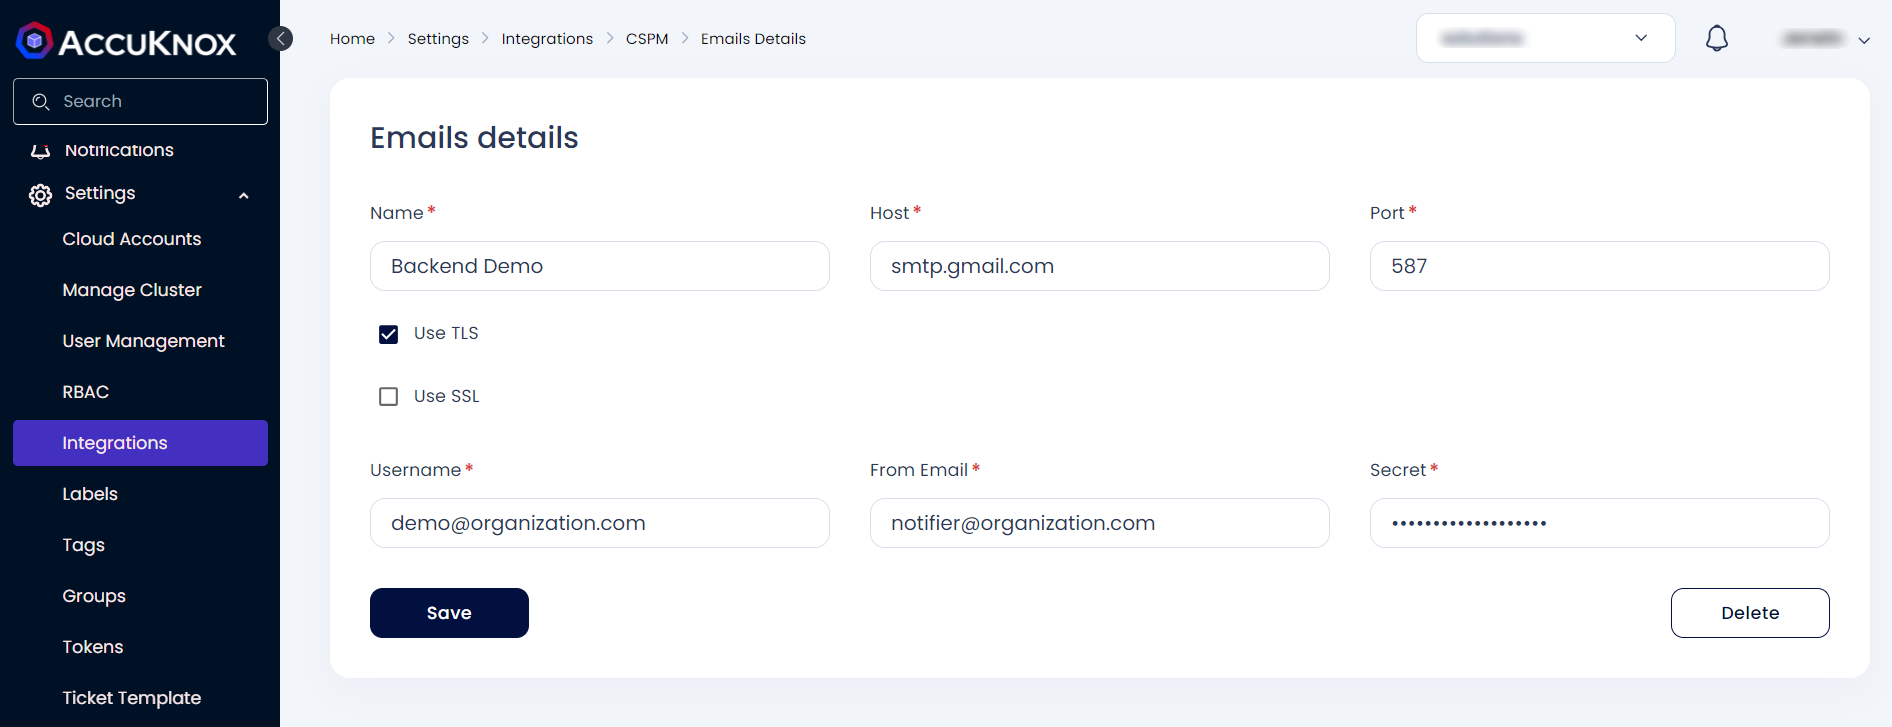 ACCUKNOX
Search
Notifications
Settings
Cloud Accounts
Manage Cluster
User Management
RBAC
Integrations
Labels
Tags
Groups
Tokens
Ticket Template
Home > Settings > Integrations > CSPM > Emails Details
Emails details
Name * Host * Port *
Backend Demo smtp.gmail.com 587
Use TLS
Use SSL
Username * From Email * Secret *
demo@organization.com notifier@organization.com •••••••••••••••••••
Save Delete